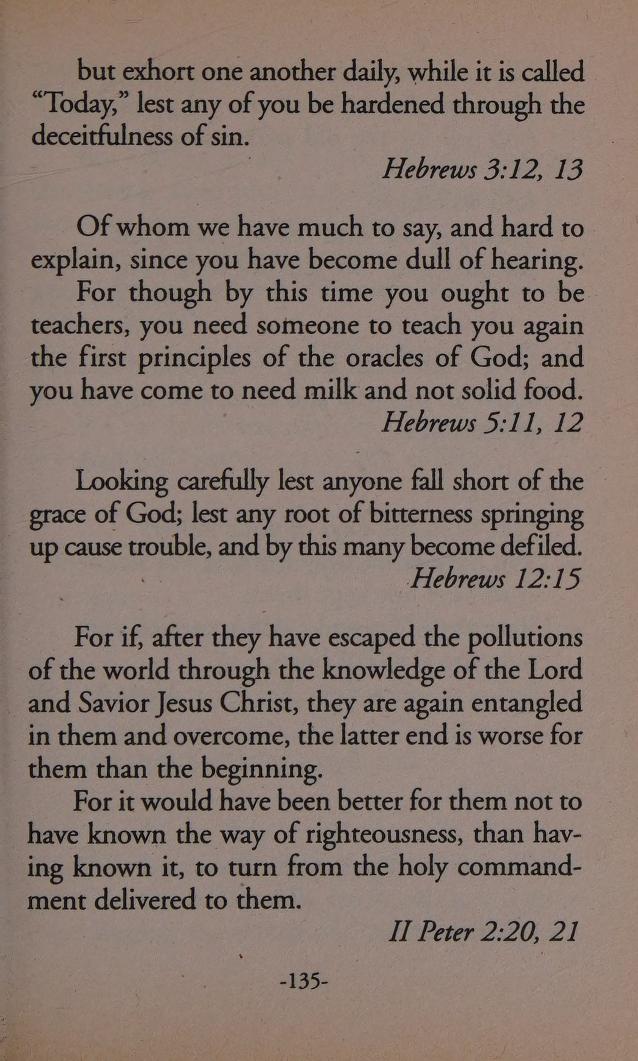 but exhort one another daily, while it is called
“Today,” lest any of you be hardened through the
deceitfulness of sin.
Hebrews 3:12, 13
Of whom we have much to say, and hard to
explain, since you have become dull of hearing.
For though by this time you ought to be
teachers, you need someone to teach you again
the first principles of the oracles of God; and
you have come to need milk and not solid food.
Hebrews 5:11, 12
Looking carefully lest anyone fall short of the
grace of God; lest any root of bitterness springing
up cause trouble, and by this many become defiled.
Hebrews 12:15
For if, after they have escaped the pollutions
of the world through the knowledge of the Lord
and Savior Jesus Christ, they are again entangled
in them and overcome, the latter end is worse for
them than the beginning.
For it would have been better for them not to
have known the way of righteousness, than hav-
ing known it, to turn from the holy command-
ment delivered to them.
II Peter 2:20, 21
-135-